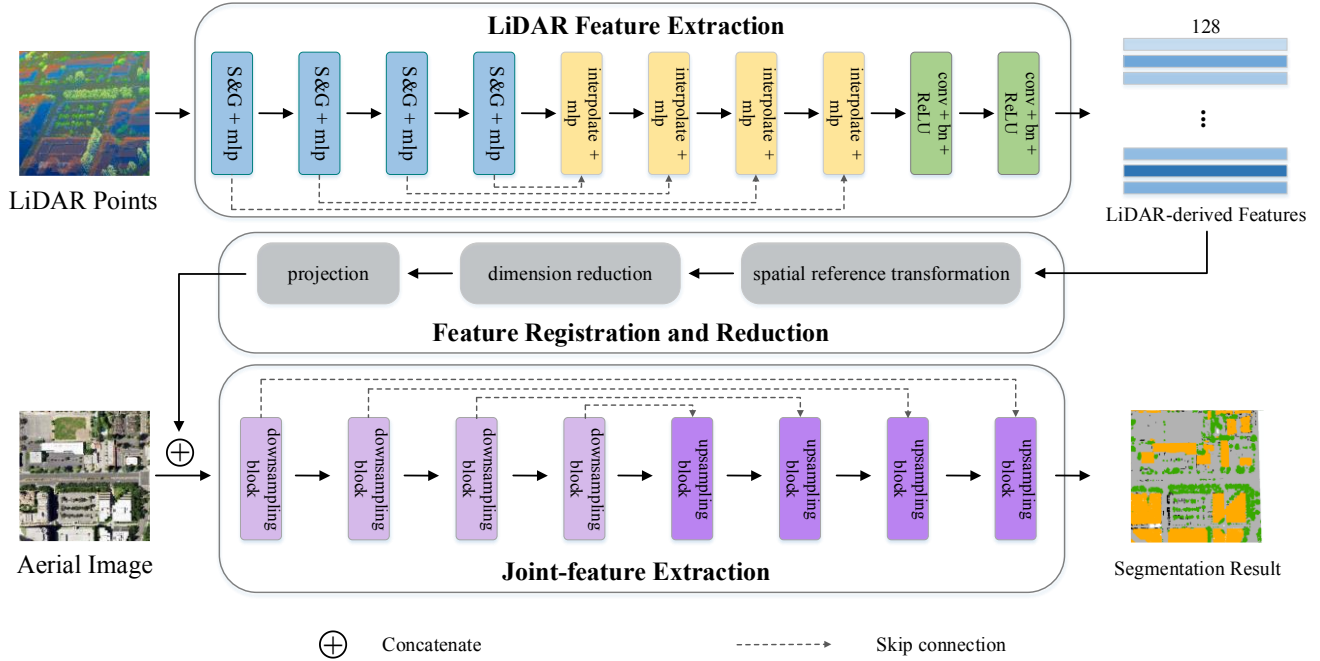 LiDAR Feature Extraction
LiDAR Points
S&G + mlp
S&G + mlp
S&G + mlp
S&G + mlp
interpolate +
mlp
interpolate +
mlp
interpolate +
mlp
interpolate +
mlp
conv + bn +
ReLU
conv + bn +
ReLU
128
...
LiDAR-derived Features
projection
dimension reduction
spatial reference transformation
Feature Registration and Reduction
Aerial Image
downsampling
block
downsampling
block
downsampling
block
downsampling
block
upsampling
block
upsampling
block
upsampling
block
upsampling
block
Joint-feature Extraction
Segmentation Result
Concatenate
Skip connection